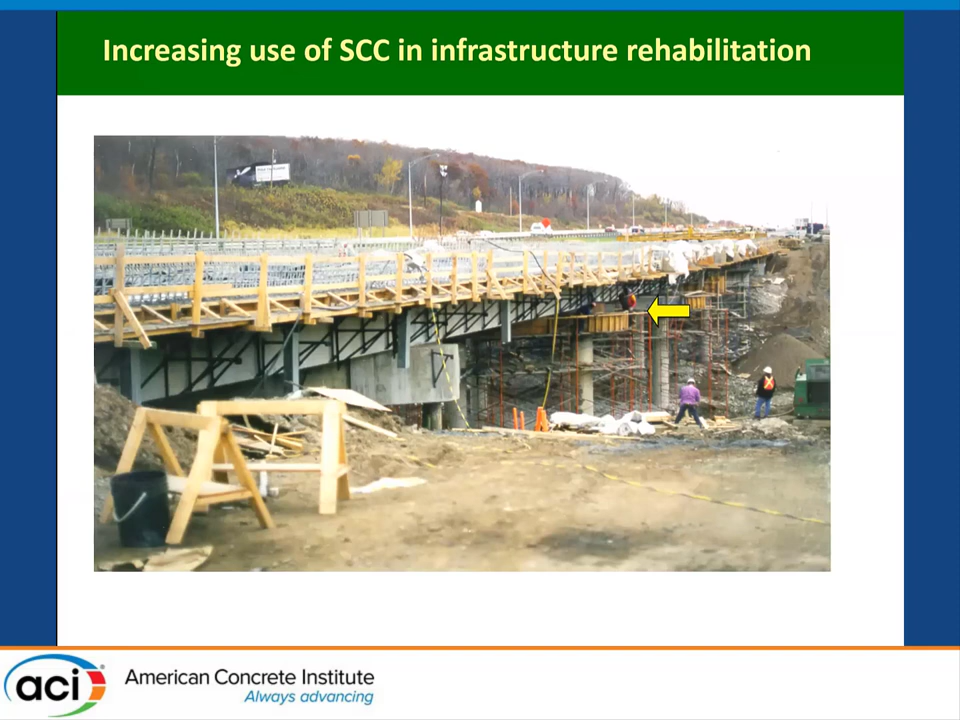 Increasing use of SCC in infrastructure rehabilitation
aci
American Concrete Institute
Always advancing